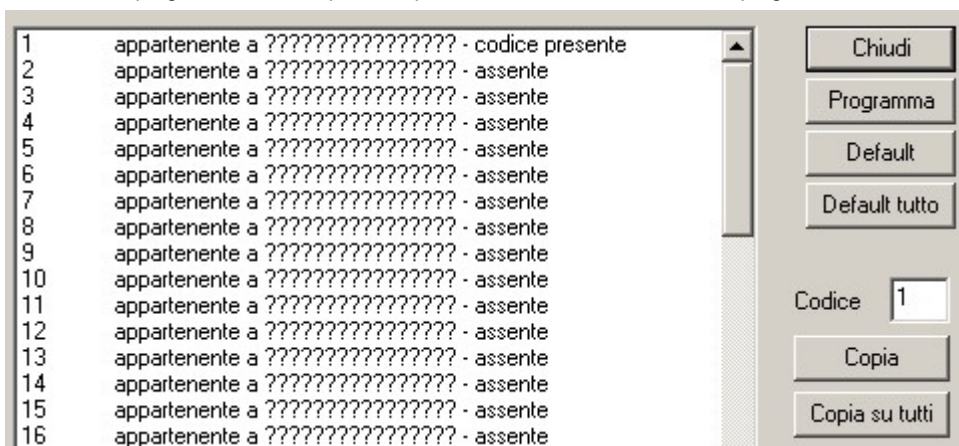 1 appartenente a ???????????????? - codice presente
2 appartenente a ???????????????? - assente
3 appartenente a ???????????????? - assente
4 appartenente a ???????????????? - assente
5 appartenente a ???????????????? - assente
6 appartenente a ???????????????? - assente
7 appartenente a ???????????????? - assente
8 appartenente a ???????????????? - assente
9 appartenente a ???????????????? - assente
10 appartenente a ???????????????? - assente
11 appartenente a ???????????????? - assente
12 appartenente a ???????????????? - assente
13 appartenente a ???????????????? - assente
14 appartenente a ???????????????? - assente
15 appartenente a ???????????????? - assente
16 appartenente a ???????????????? - assente
Chiudi
Programma
Default
Default tutto
Codice 1
Copia
Copia su tutti